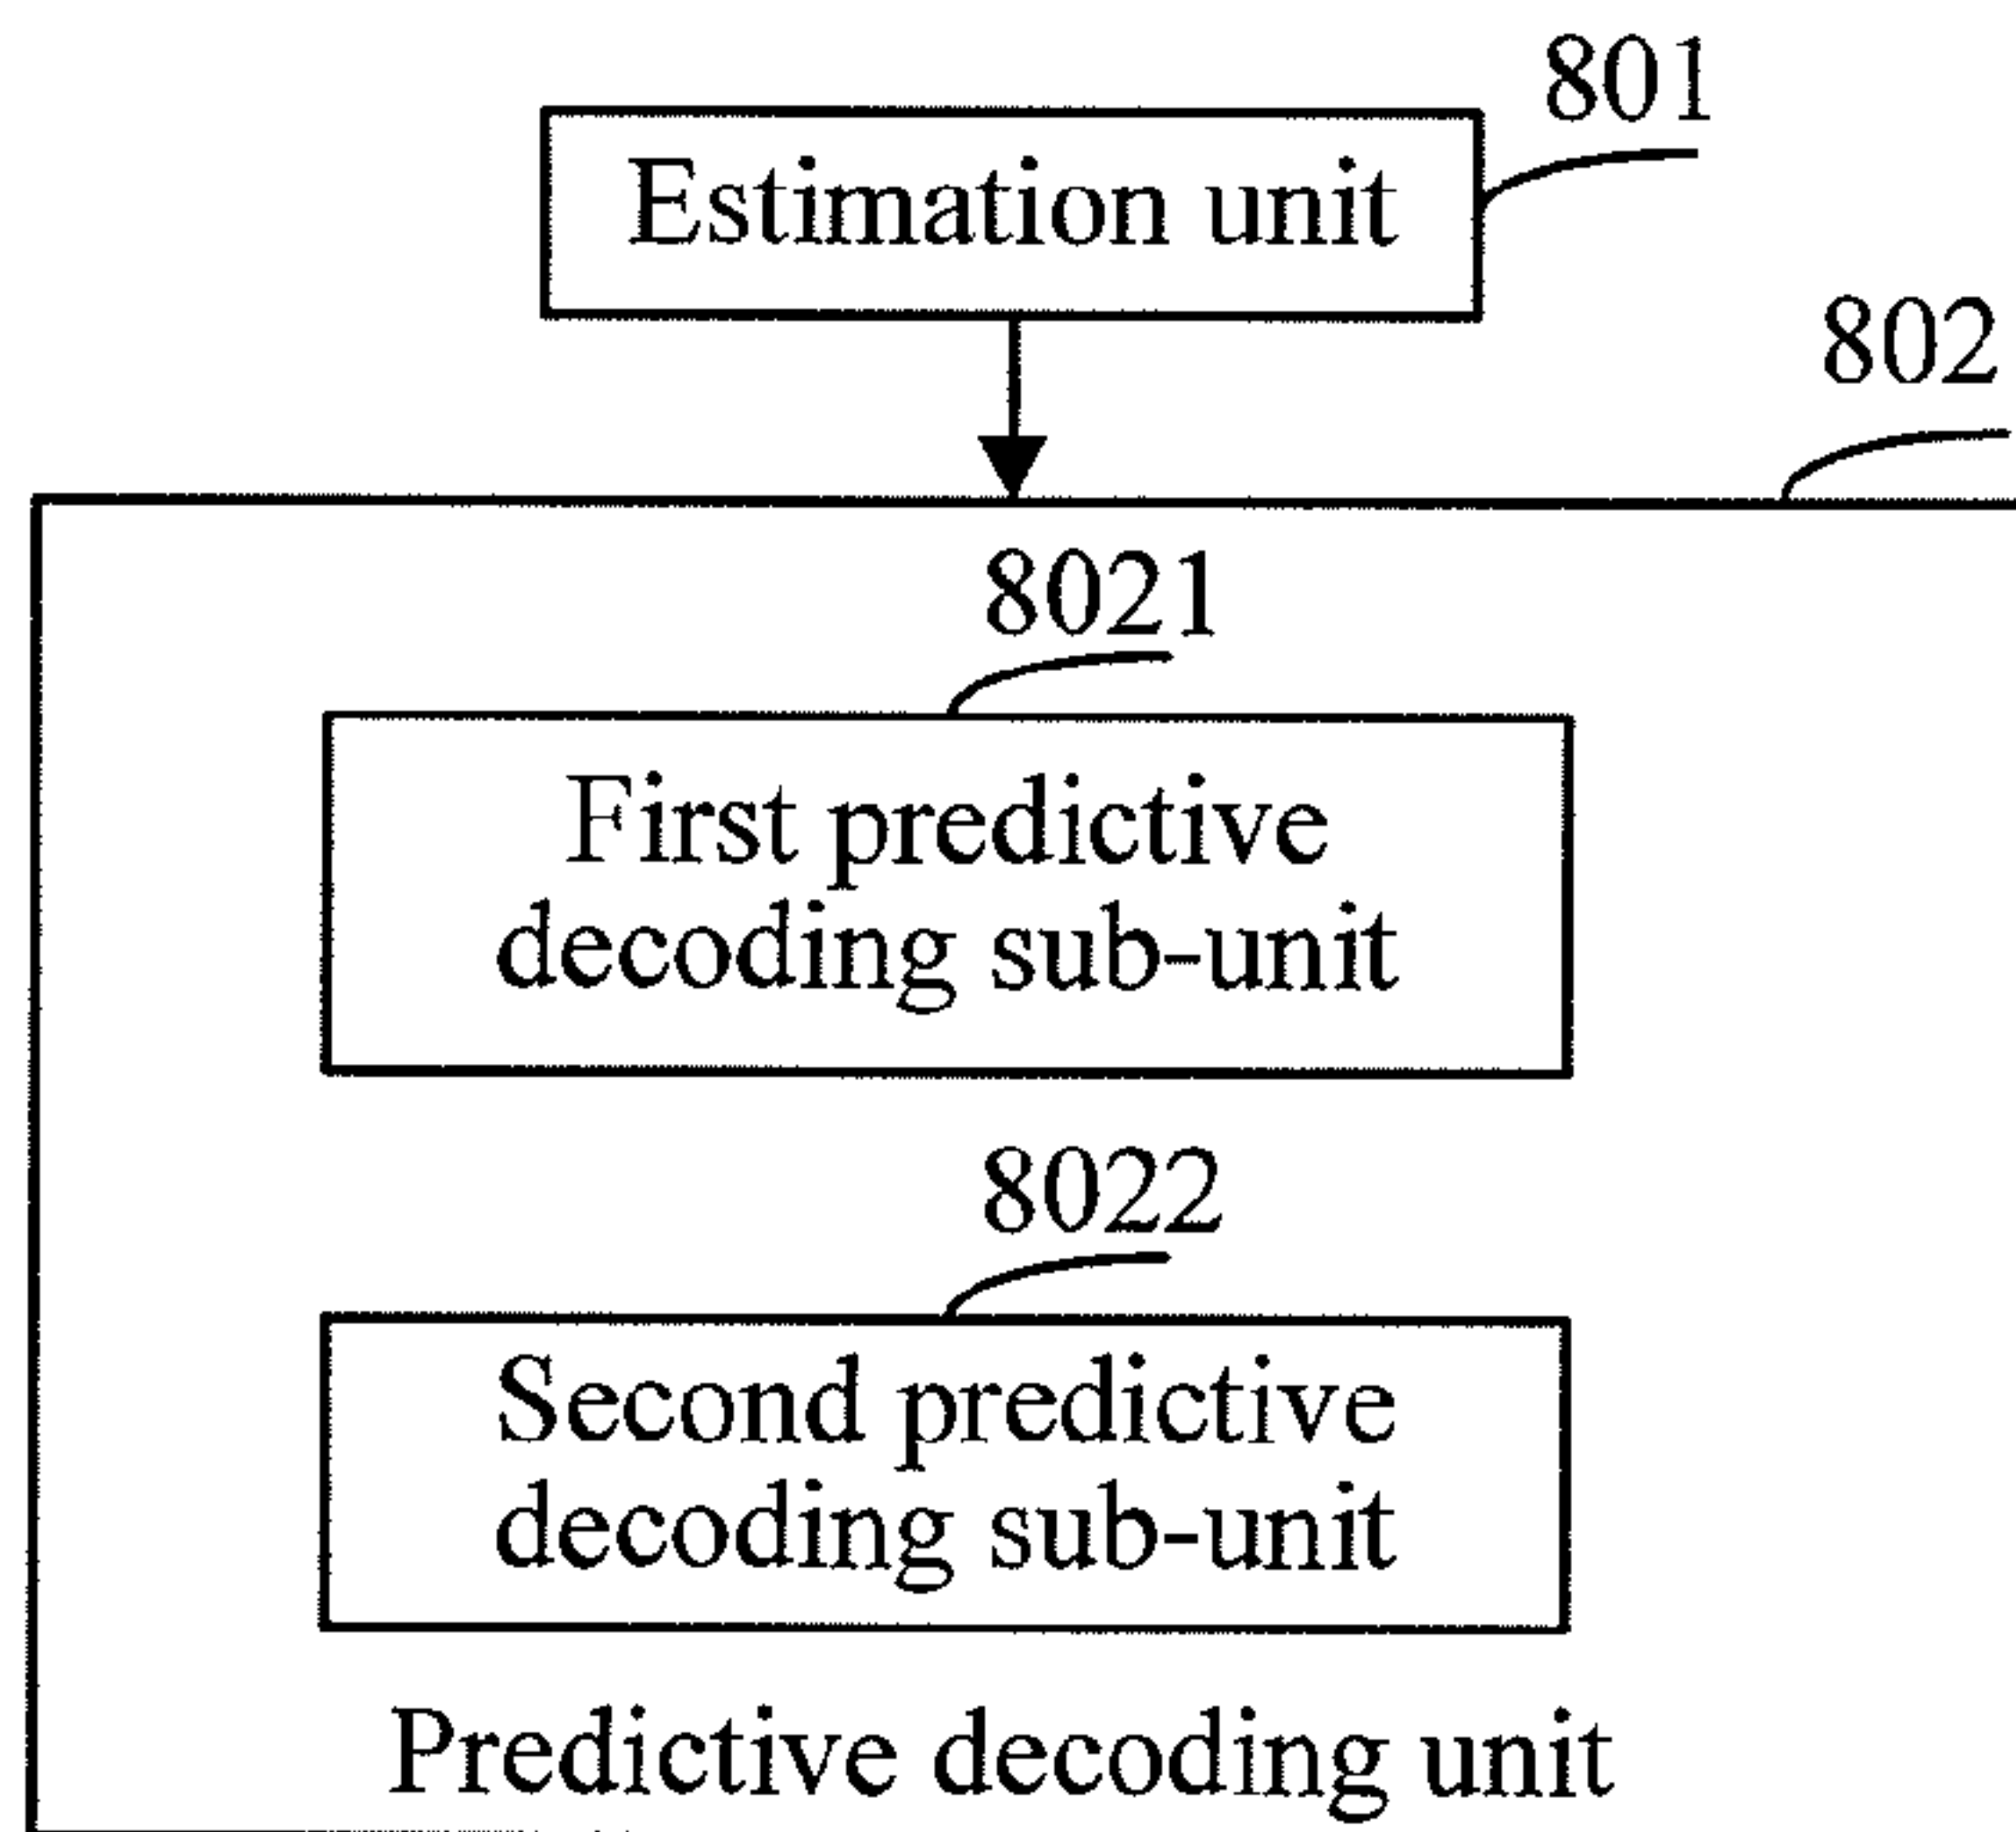 801
Estimation unit
802
8021
First predictive
decoding sub-unit
8022
Second predictive
decoding sub-unit
Predictive decoding unit